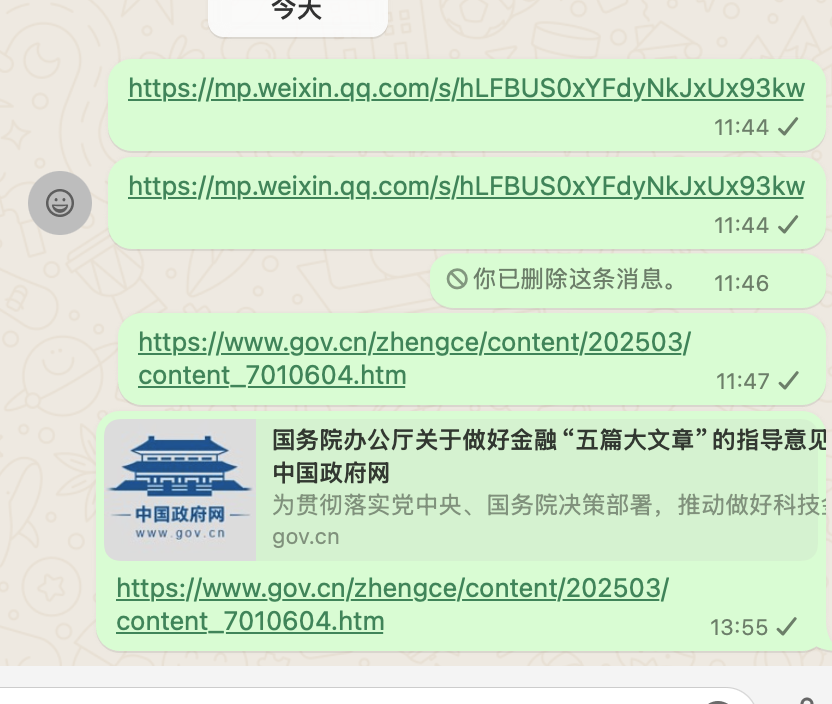 今天
https://mp.weixin.qq.com/s/hLFBUS0xYFdyNkJxUx93kw
11:44
https://mp.weixin.qq.com/s/hLFBUS0xYFdyNkJxUx93kw
11:44
你已删除这条消息。 11:46
https://www.gov.cn/zhengce/content/202503/
content_7010604.htm
11:47
国务院办公厅关于做好金融“五篇大文章”的指导意见
中国政府网
为贯彻落实党中央、国务院决策部署，推动做好科技金
gov.cn
中国政府网
www.gov.cn
https://www.gov.cn/zhengce/content/202503/
content_7010604.htm
13:55